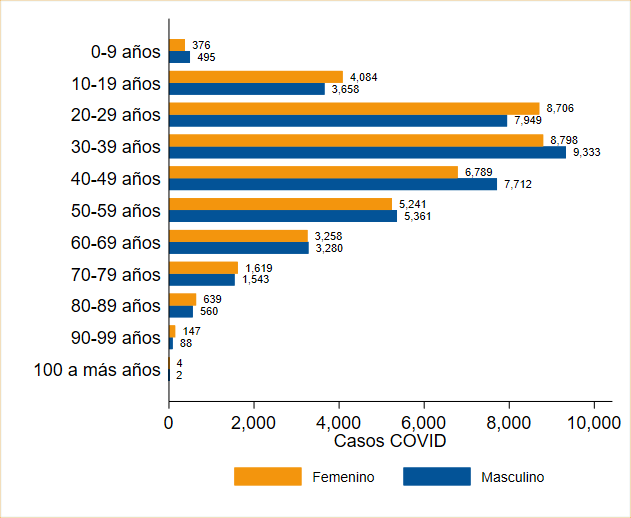 0-9 años
376
495
10-19 años
4,084
3,658
20-29 años
8,706
7,949
30-39 años
8,798
9,333
40-49 años
6,789
7,712
50-59 años
5,241
5,361
60-69 años
3,258
3,280
70-79 años
1,619
1,543
80-89 años
639
560
90-99 años
147
88
100 a más años
4
2
0 2,000 4,000 6,000 8,000 10,000
Casos COVID
Femenino Masculino